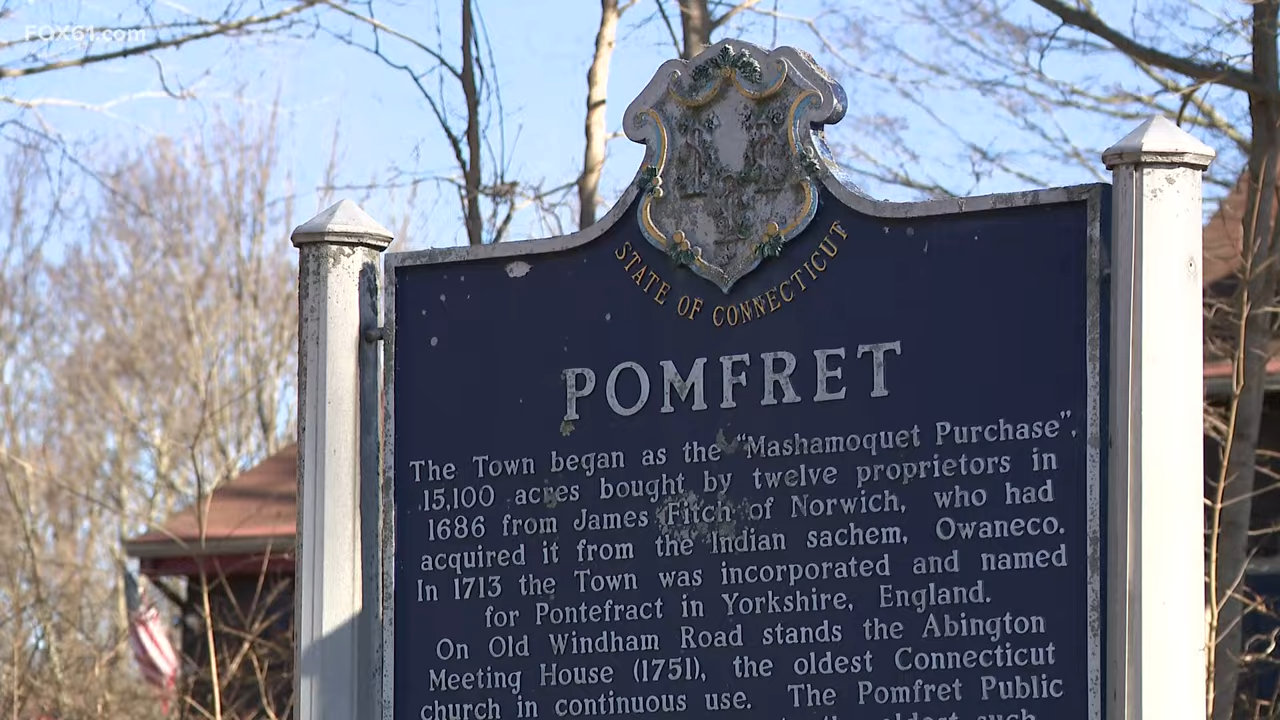 FOX61.com
STATE OF CONNECTICUT
POMFRET
The Town began as the "Mashamoquet Purchase",
15,100 acres bought by twelve proprietors in
1686 from James Fitch of Norwich, who had
acquired it from the Indian sachem, Owaneco.
In 1713 the Town was incorporated and named
for Pontefract in Yorkshire, England.
On Old Windham Road stands the Abington
Meeting House (1751), the oldest Connecticut
church in continuous use. The Pomfret Public
the oldest such